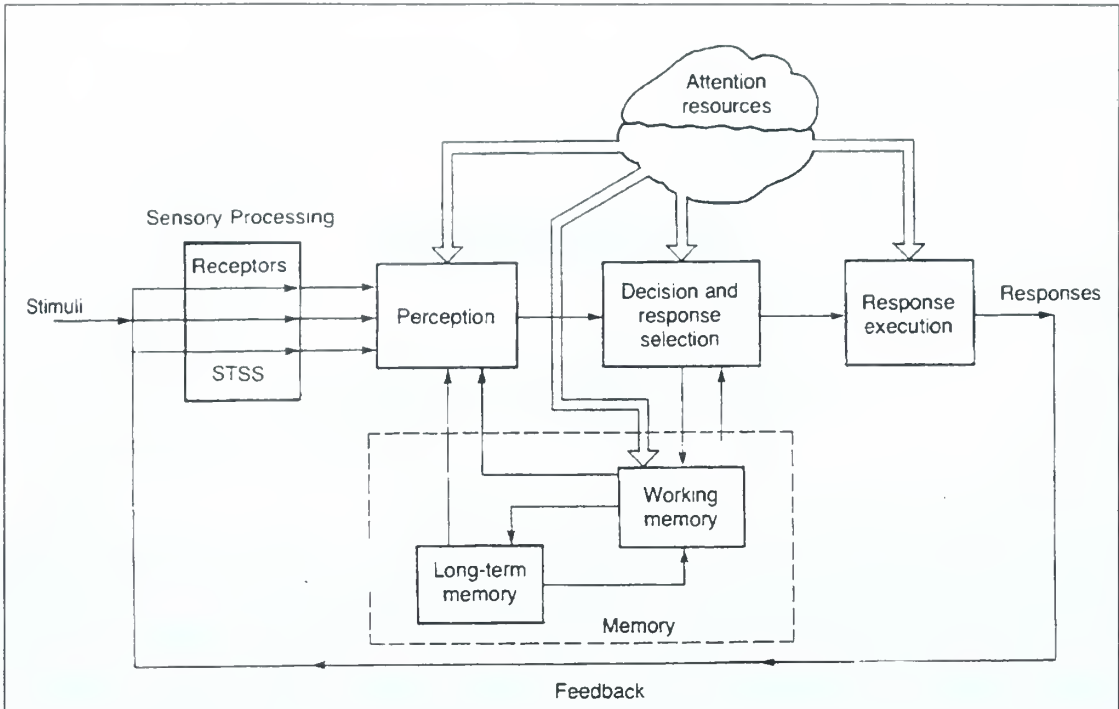 Attention
resources
Sensory Processing
Receptors
Stimuli
STSS
Perception
Decision and
response
selection
Response
execution
Responses
Working
memory
Long-term
memory
Memory
Feedback